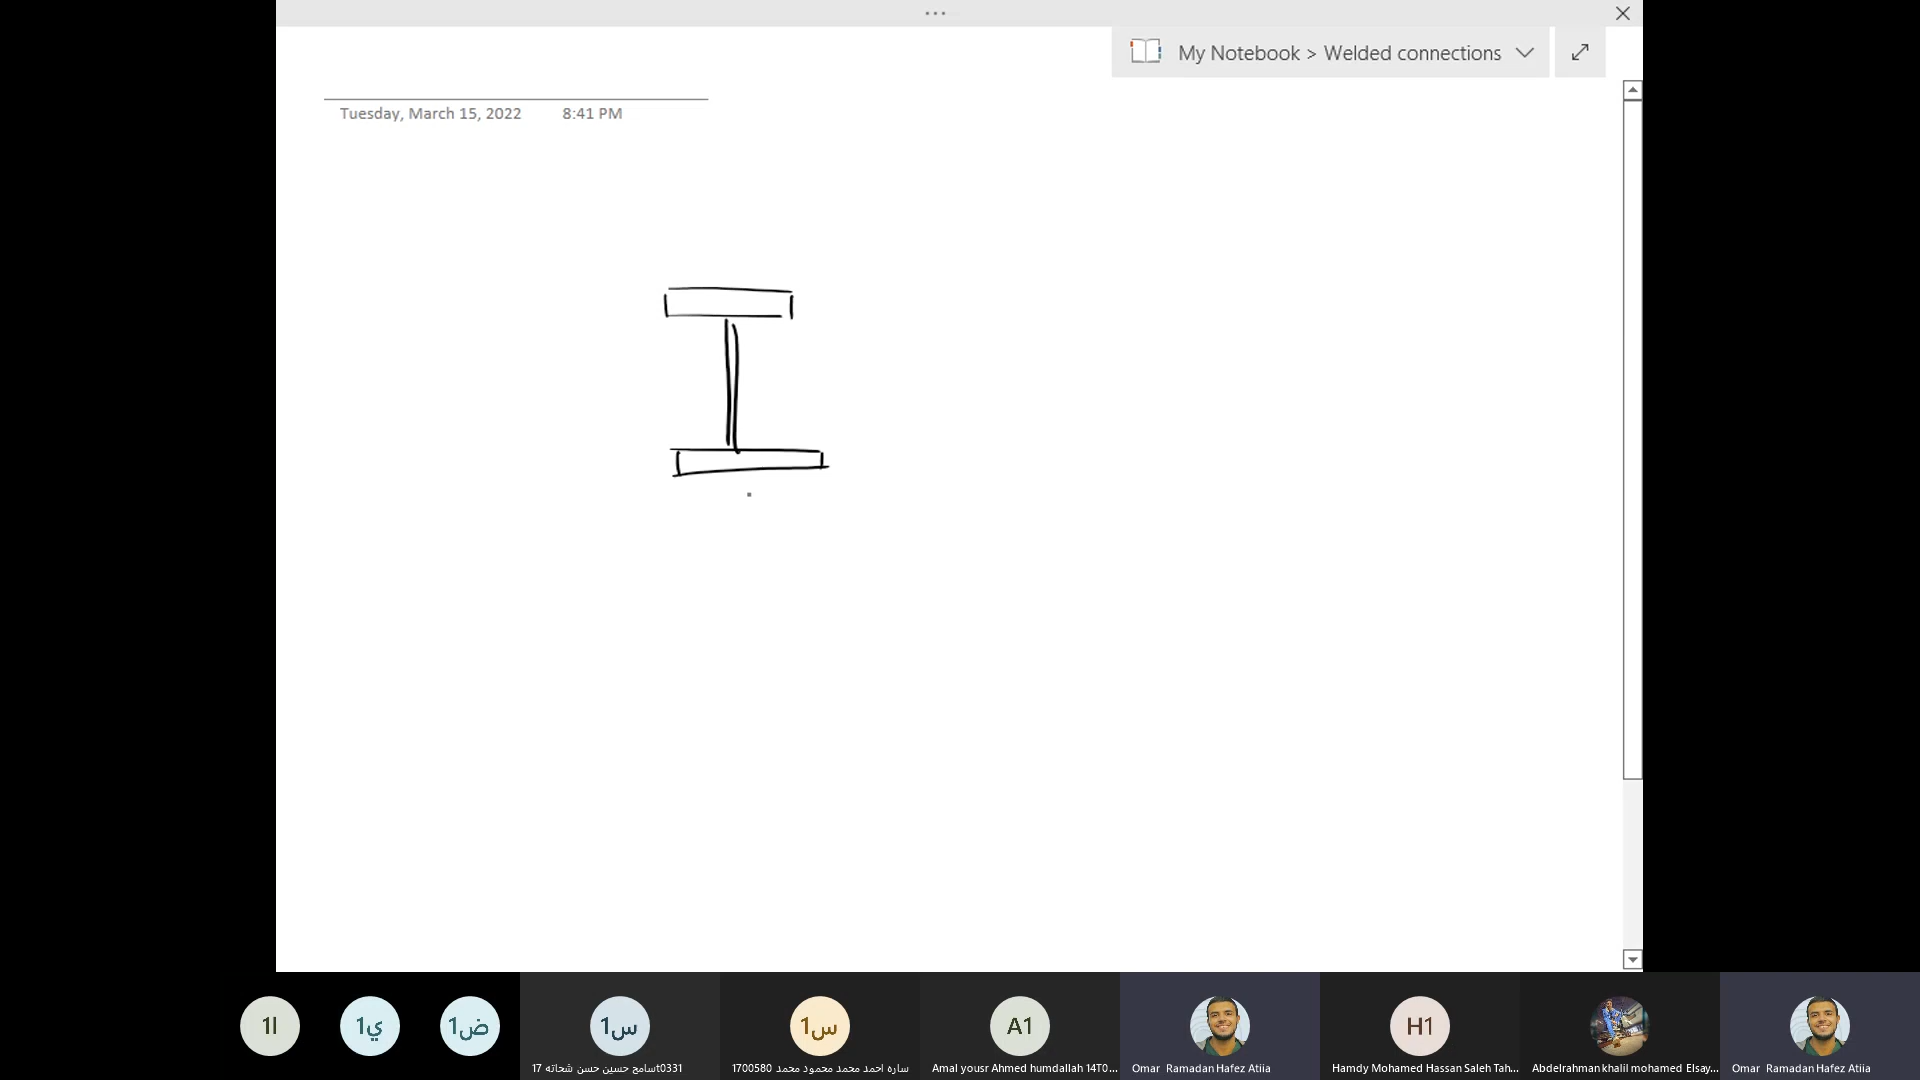 My Notebook > Welded connections
Tuesday, March 15, 2022 8:41 PM
1ا
1ي
1ض
1س
1س
A1
H1
سامح حسين حسن شحاته 17t0331
ساره احمد محمد محمود محمد 1700580
Amal yousr Ahmed humdallah 14T0...
Omar Ramadan Hafez Atiia
Hamdy Mohamed Hassan Saleh Tah...
Abdelrahman khalil mohamed Elsay...
Omar Ramadan Hafez Atiia